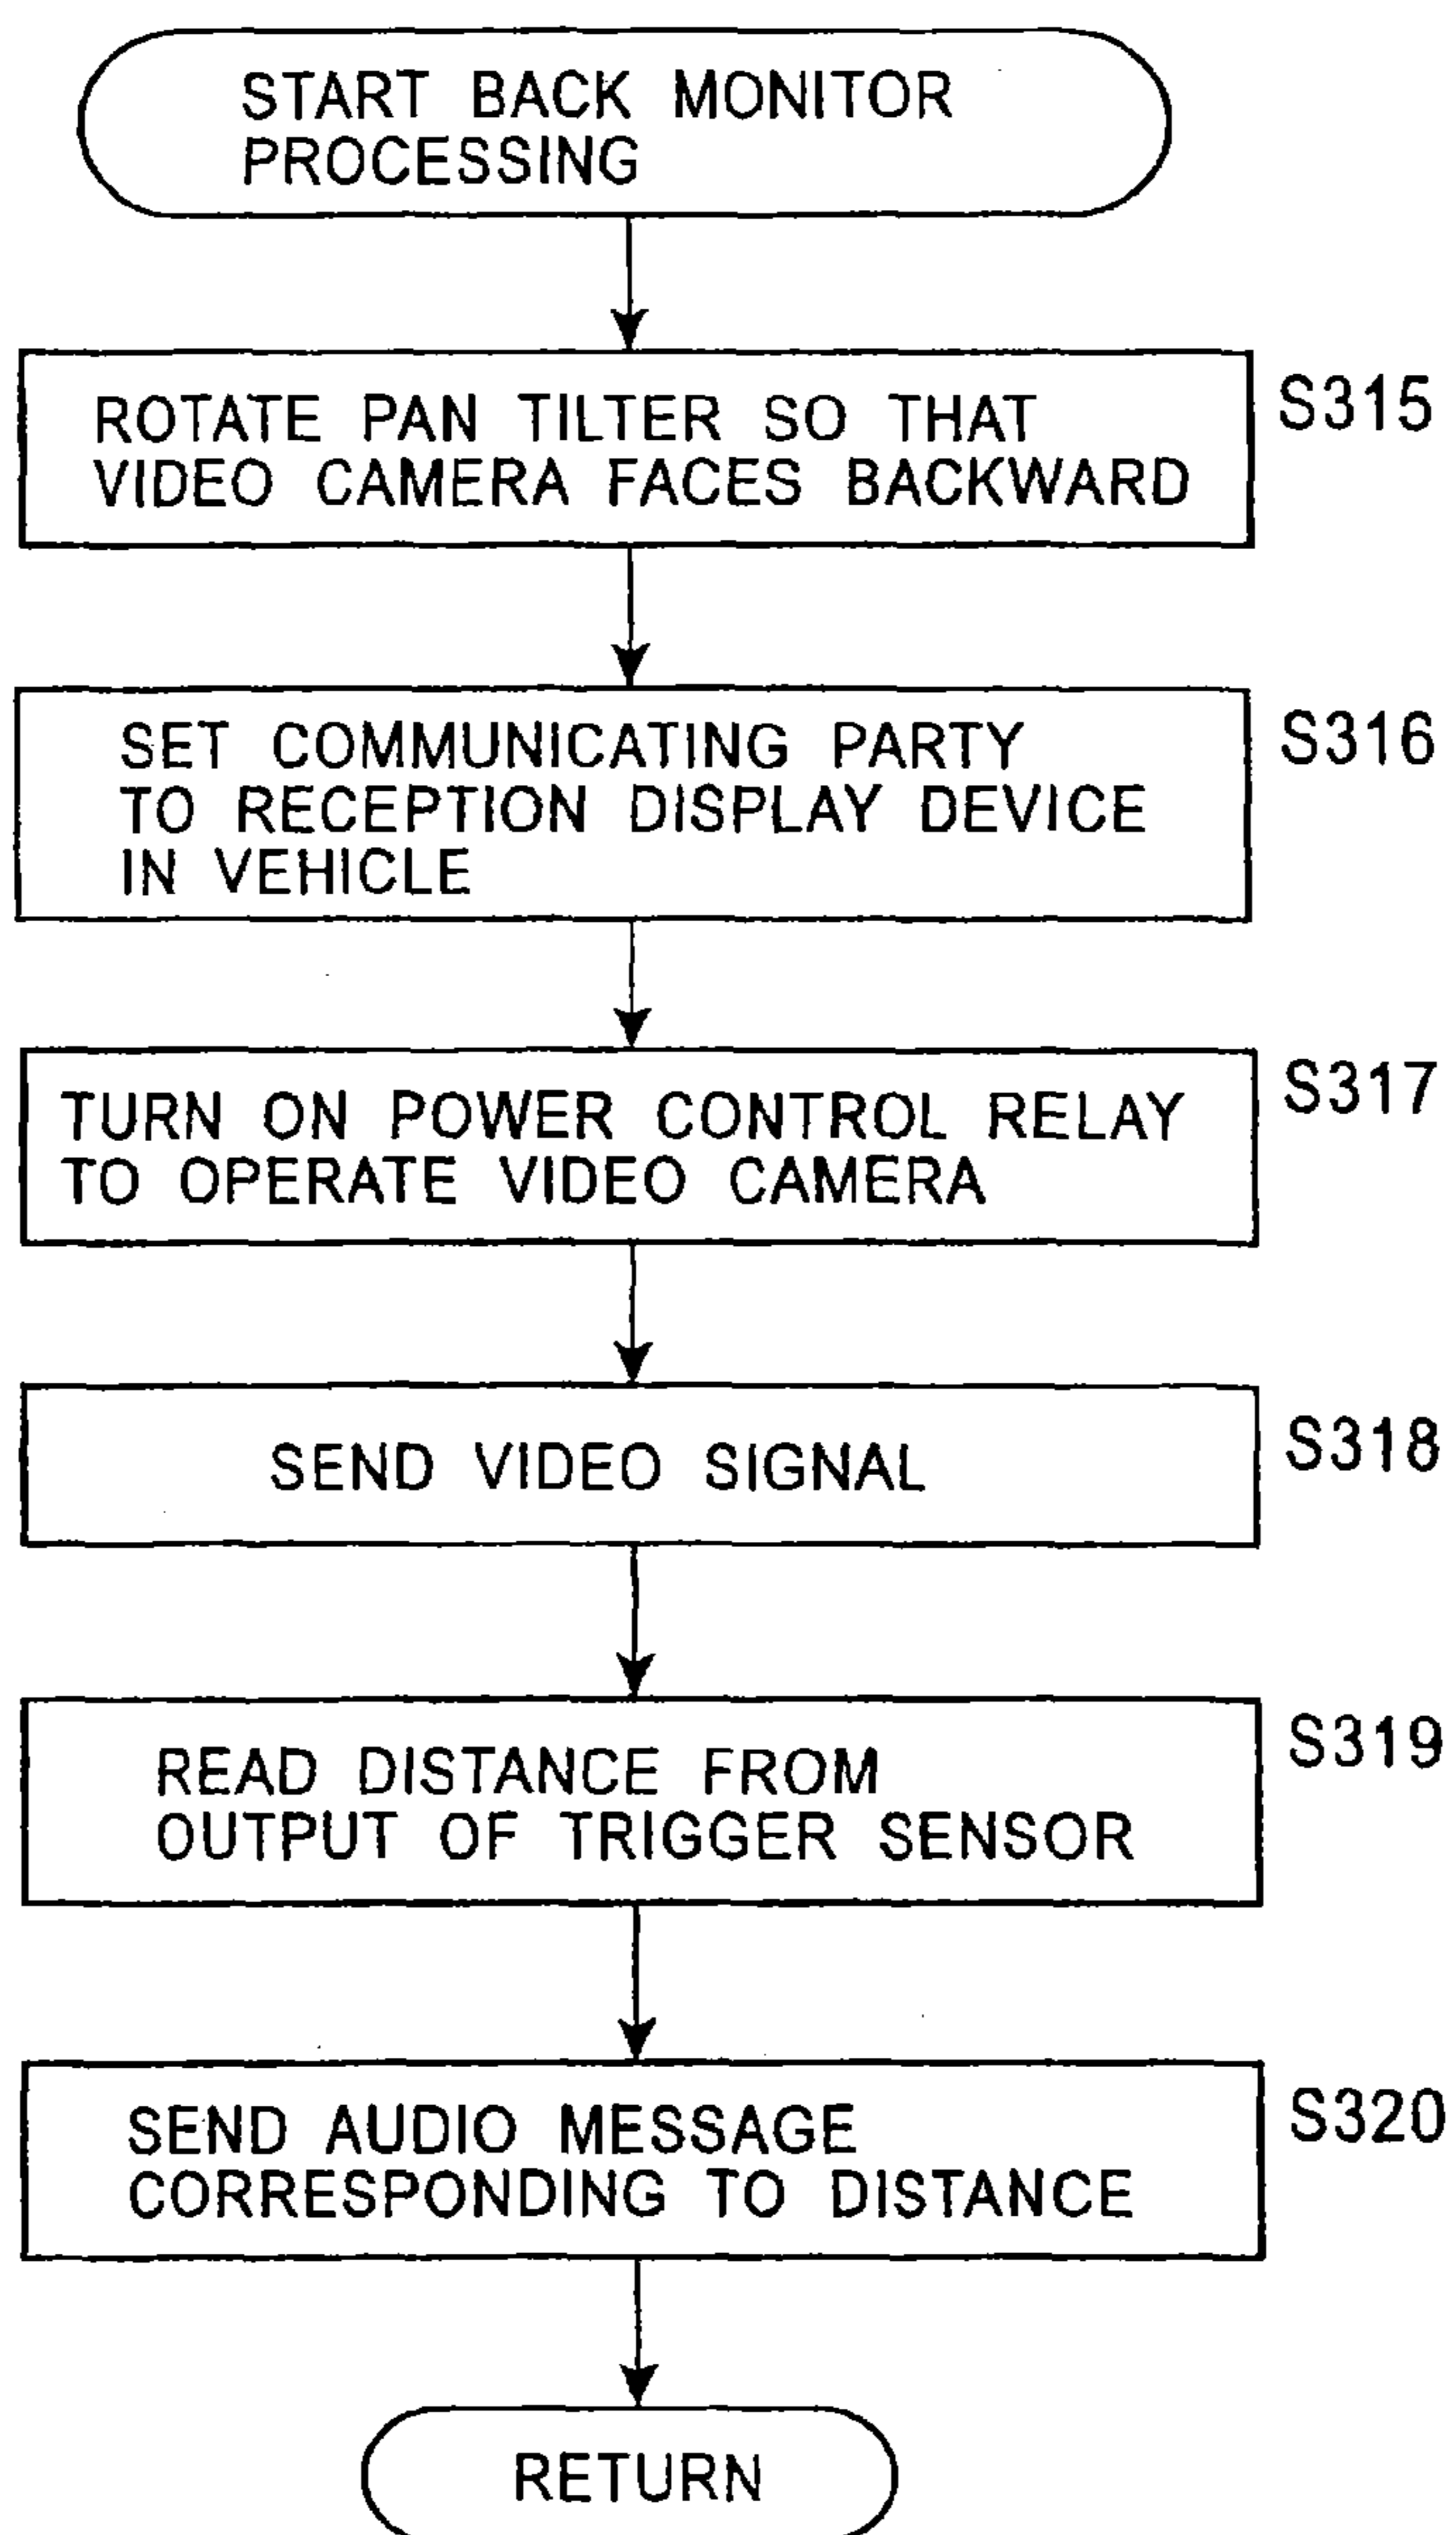 START BACK MONITOR
PROCESSING
ROTATE PAN TILTER SO THAT
VIDEO CAMERA FACES BACKWARD
S315
SET COMMUNICATING PARTY
TO RECEPTION DISPLAY DEVICE
IN VEHICLE
S316
TURN ON POWER CONTROL RELAY
TO OPERATE VIDEO CAMERA
S317
SEND VIDEO SIGNAL
S318
READ DISTANCE FROM
OUTPUT OF TRIGGER SENSOR
S319
SEND AUDIO MESSAGE
CORRESPONDING TO DISTANCE
S320
RETURN